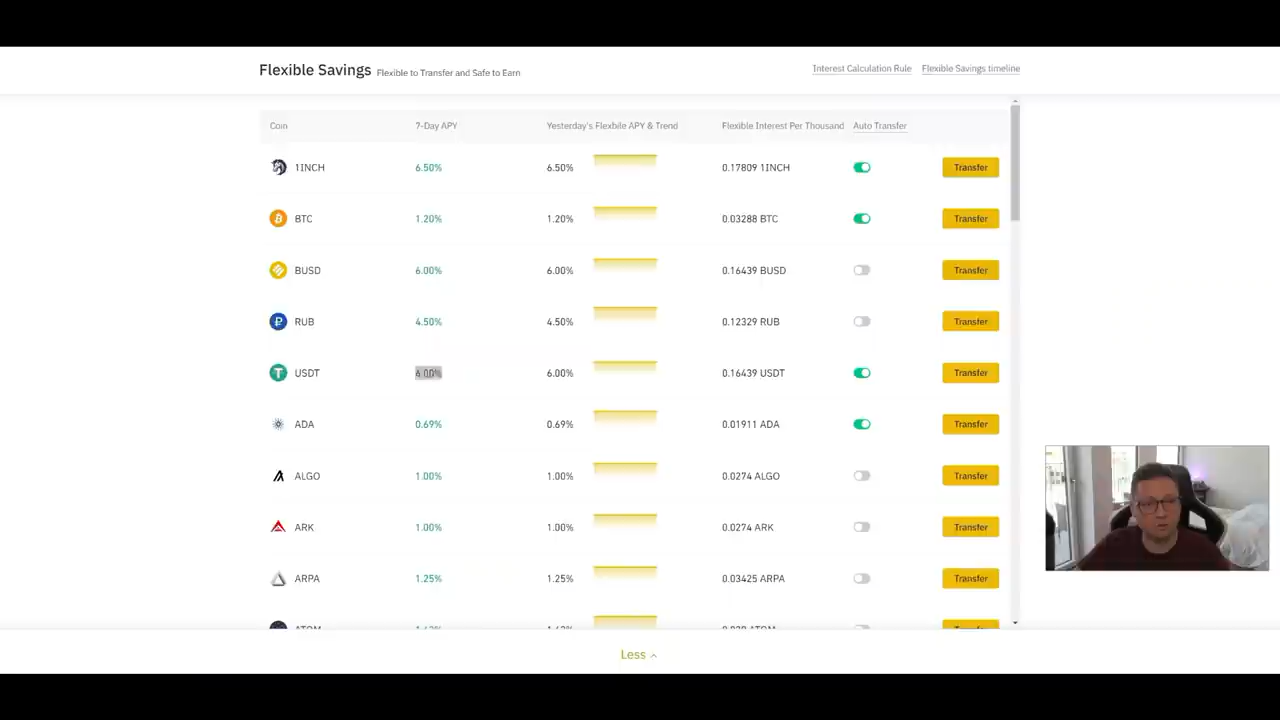 Flexible Savings Flexible to Transfer and Safe to Earn Interest Calculation Rule Flexible Savings timeline
Coin 7-Day APY Yesterday's Flexbile APY & Trend Flexible Interest Per Thousand Auto Transfer
1INCH 6.50% 6.50% 0.17809 1INCH Transfer
BTC 1.20% 1.20% 0.03288 BTC Transfer
BUSD 6.00% 6.00% 0.16439 BUSD Transfer
RUB 4.50% 4.50% 0.12329 RUB Transfer
USDT 6.00% 6.00% 0.16439 USDT Transfer
ADA 0.69% 0.69% 0.01911 ADA Transfer
ALGO 1.00% 1.00% 0.0274 ALGO Transfer
ARK 1.00% 1.00% 0.0274 ARK Transfer
ARPA 1.25% 1.25% 0.03425 ARPA Transfer
ATOM
Less